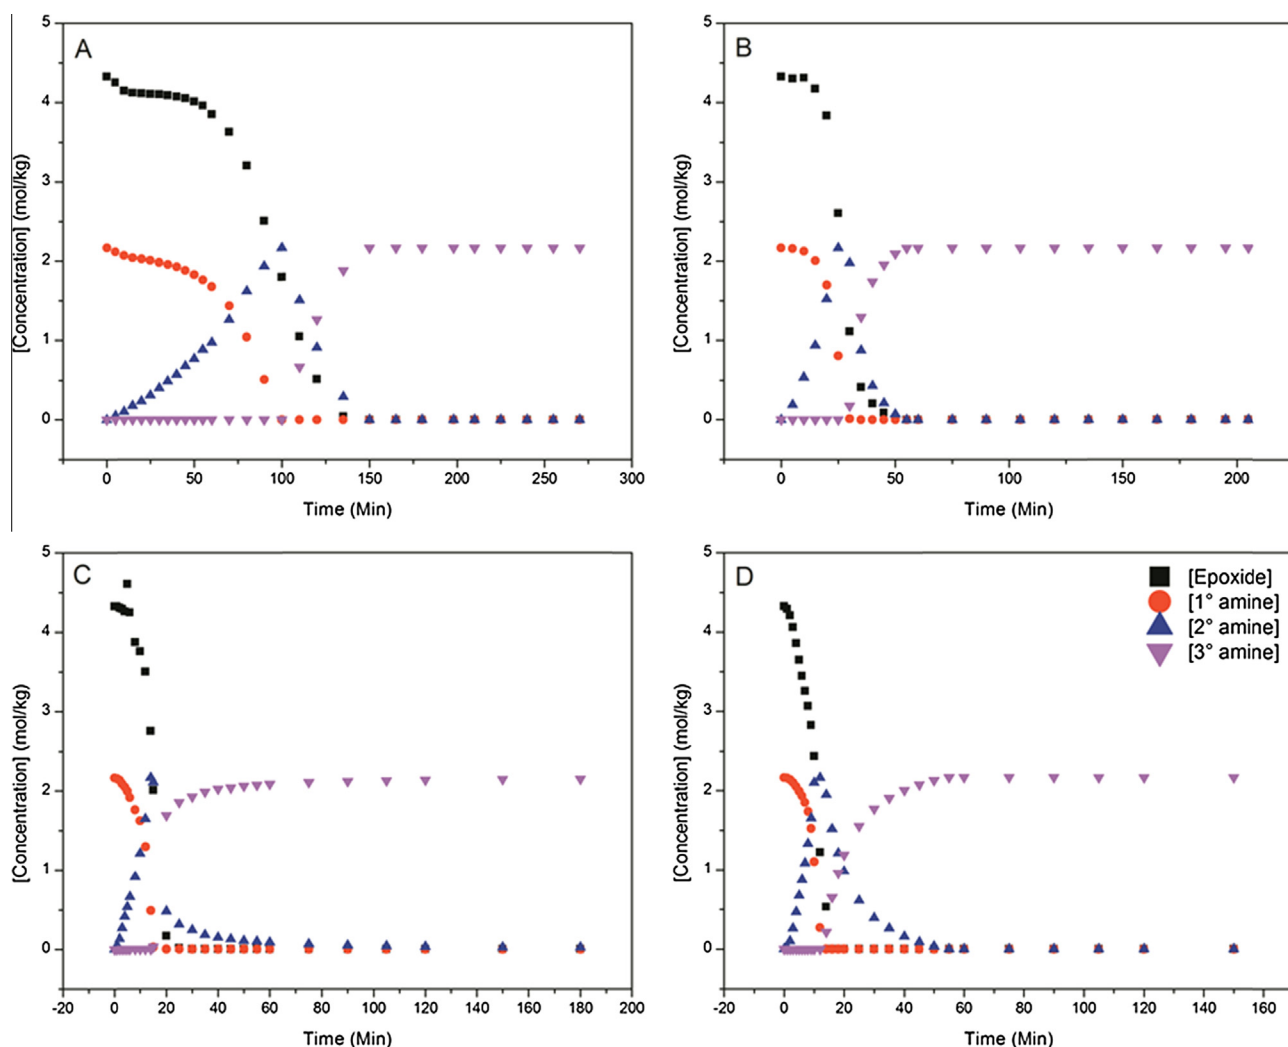 A
5
4
3
2
1
0
[Concentration] (mol/kg)
0 50 100 150 200 250 300
Time (Min)
B
5
4
3
2
1
0
[Concentration] (mol/kg)
0 50 100 150 200
Time (Min)
C
5
4
3
2
1
0
[Concentration] (mol/kg)
-20 0 20 40 60 80 100 120 140 160 180 200
Time (Min)
D
[Epoxide]
[1° amine]
[2° amine]
[3° amine]
5
4
3
2
1
0
[Concentration] (mol/kg)
-20 0 20 40 60 80 100 120 140 160
Time (Min)